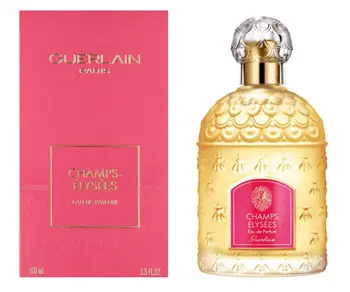 GUERLAIN
PARIS
CHAMPS-
ELYSÉES
EAU DE PARFUM
100 mL
3.3 FL.OZ.
CHAMPS
ELYSÉES
Eau de Parfum
Guerlain